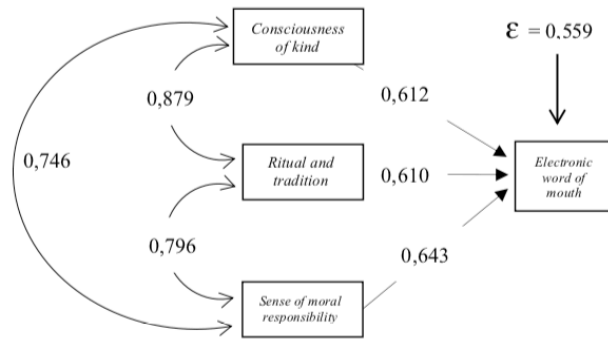 Consciousness
of kind
ε = 0,559
0,879
0,612
0,746
Ritual and
tradition
0,610
Electronic
word of
mouth
0,796
0,643
Sense of moral
responsibility